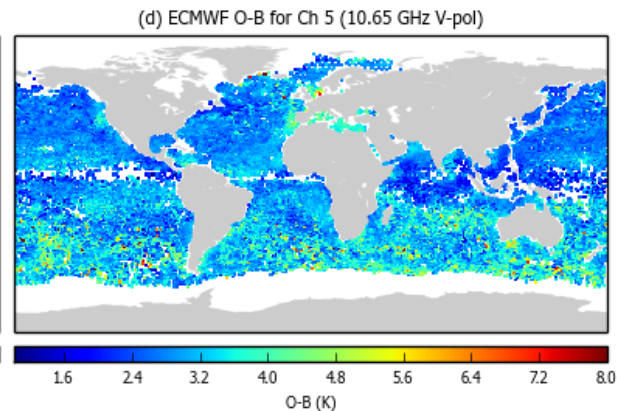 (d) ECMWF O-B for Ch 5 (10.65 GHz V-pol)
1.6 2.4 3.2 4.0 4.8 5.6 6.4 7.2 8.0
O-B (K)